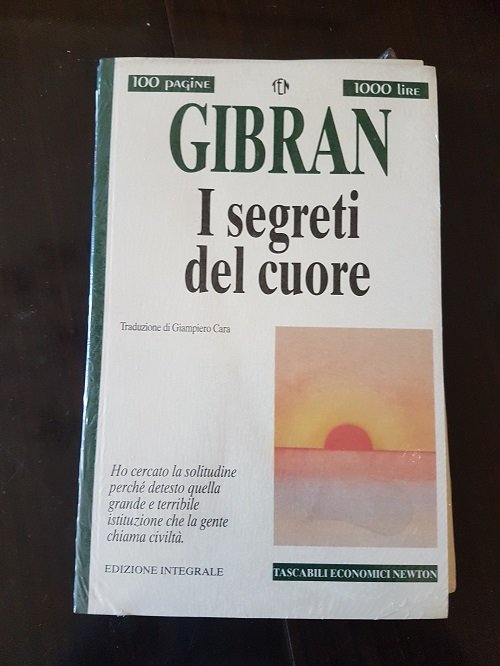 100 PAGINE
TEN
1000 LIRE
GIBRAN
I segreti
del cuore
Traduzione di Giampiero Cara
Ho cercato la solitudine
perché detesto quella
grande e terribile
istituzione che la gente
chiama civiltà.
EDIZIONE INTEGRALE
TASCABILI ECONOMICI NEWTON